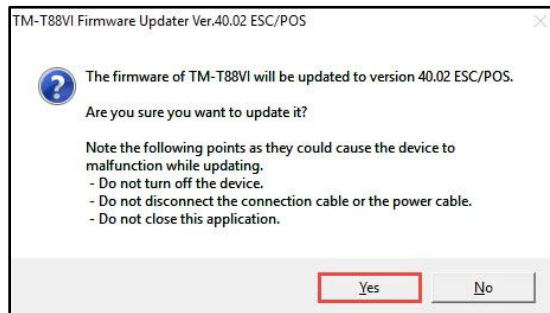 TM-T88VI Firmware Updater Ver.40.02 ESC/POS
The firmware of TM-T88VI will be updated to version 40.02 ESC/POS.
Are you sure you want to update it?
Note the following points as they could cause the device to
malfunction while updating.
- Do not turn off the device.
- Do not disconnect the connection cable or the power cable.
- Do not close this application.
Yes No